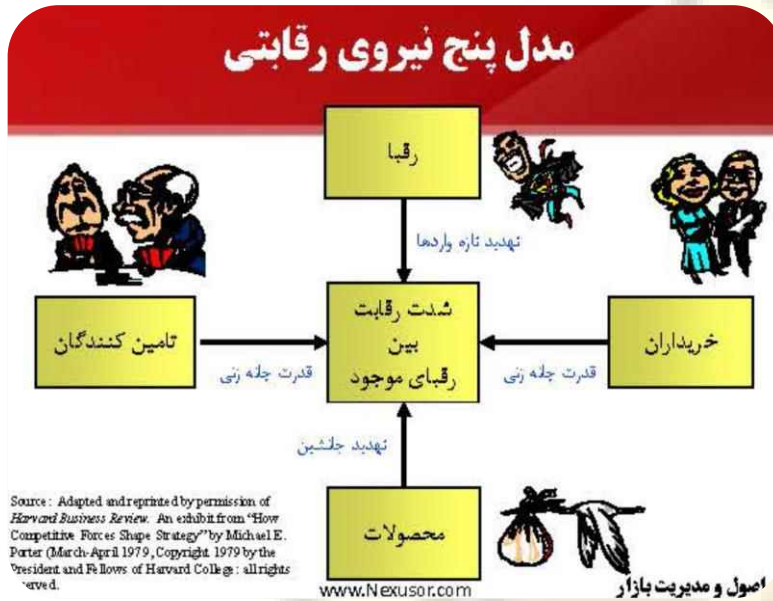 مدل پنج نیروی رقابتی
رقبا
تهدید تازه واردها
تامین کنندگان
قدرت چانه زنی
شدت رقابت
بین
رقبای موجود
خریداران
قدرت چانه زنی
تهدید جانشین
محصولات
Source: Adapted and reprinted by permission of
Harvard Business Review. An exhibit from "How
Competitive Forces Shape Strategy" by Michael E.
Porter (March-April 1979, Copyright 1979 by the
President and Fellows of Harvard College: all rights
www.Nexusor.com
اصول و مدیریت بازار